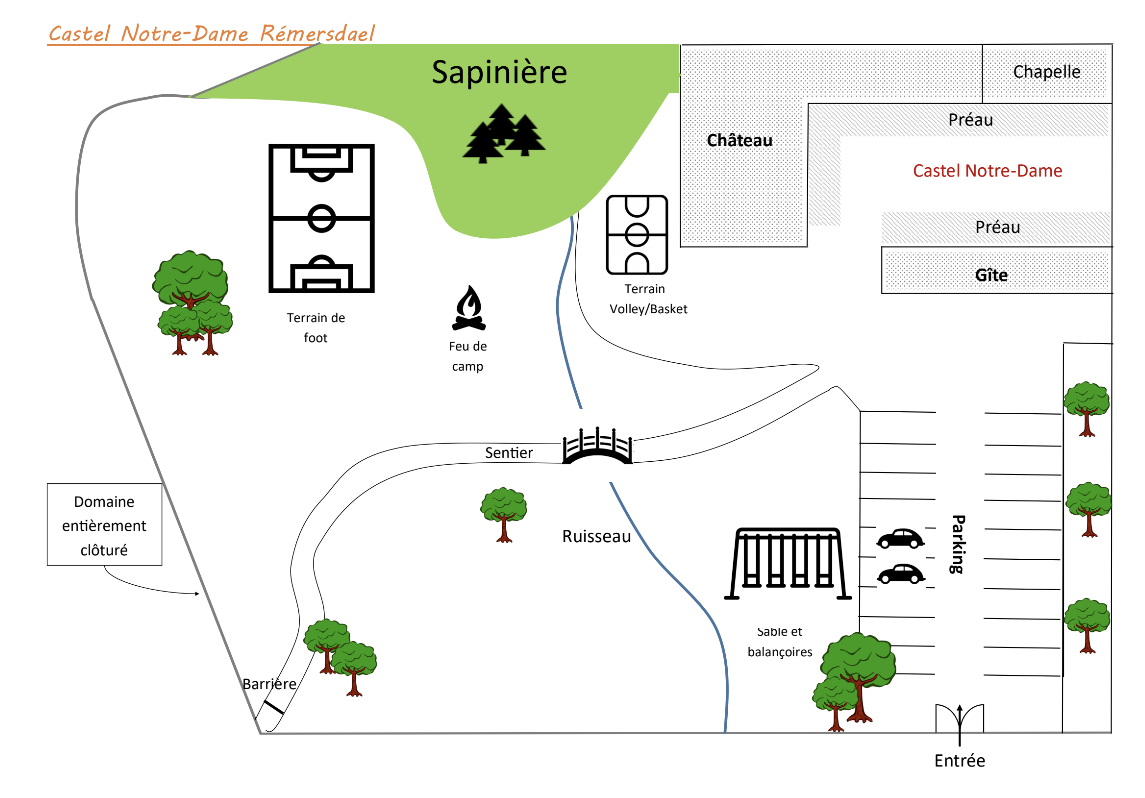 Castel Notre-Dame Rémersdael
Sapinière
Chapelle
Château
Préau
Castel Notre-Dame
Préau
Gîte
Terrain
Volley/Basket
Terrain de
foot
Feu de
camp
Sentier
Domaine
entièrement
clôturé
Ruisseau
Parking
Sable et
balançoires
Barrière
Entrée